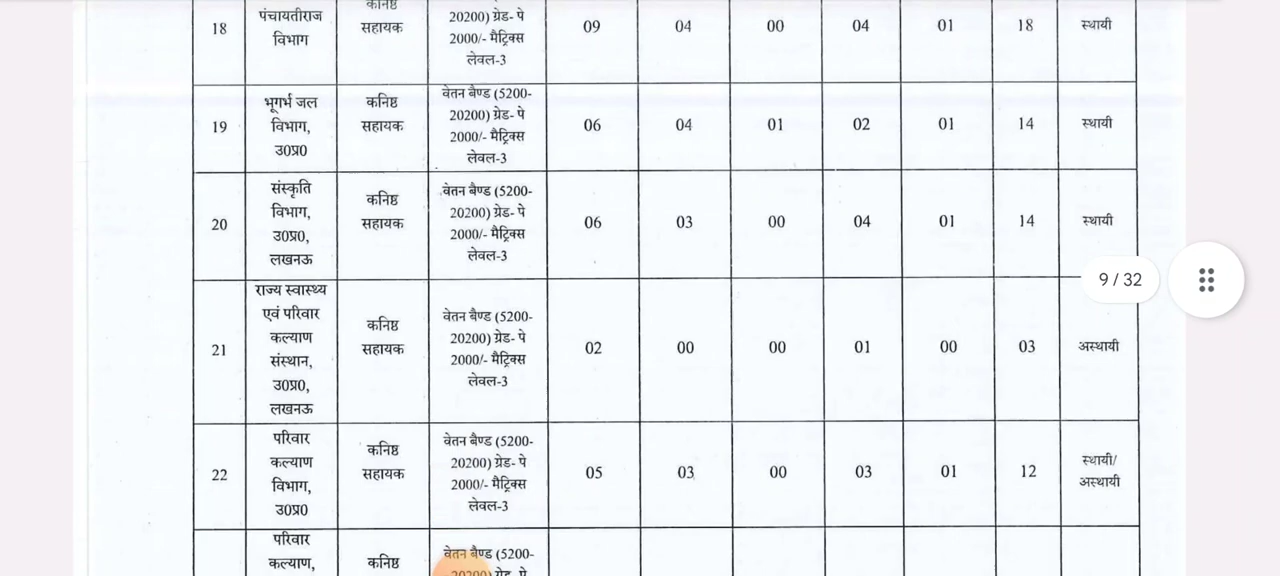 18
पंचायतीराज
विभाग
कनिष्ठ
सहायक
20200) ग्रेड- पे
2000/- मैट्रिक्स
लेवल-3
09
04
00
04
01
18
स्थायी
19
भूगर्भ जल
विभाग,
उ0प्र0
कनिष्ठ
सहायक
वेतन बैण्ड (5200-
20200) ग्रेड- पे
2000/- मैट्रिक्स
लेवल-3
06
04
01
02
01
14
स्थायी
20
संस्कृति
विभाग,
उ0प्र0,
लखनऊ
कनिष्ठ
सहायक
वेतन बैण्ड (5200-
20200) ग्रेड- पे
2000/- मैट्रिक्स
लेवल-3
06
03
00
04
01
14
स्थायी
9 / 32
21
राज्य स्वास्थ्य
एवं परिवार
कल्याण
संस्थान,
उ0प्र0,
लखनऊ
कनिष्ठ
सहायक
वेतन बैण्ड (5200-
20200) ग्रेड- पे
2000/- मैट्रिक्स
लेवल-3
02
00
00
01
00
03
अस्थायी
22
परिवार
कल्याण
विभाग,
उ0प्र0
कनिष्ठ
सहायक
वेतन बैण्ड (5200-
20200) ग्रेड- पे
2000/- मैट्रिक्स
लेवल-3
05
03
00
03
01
12
स्थायी/
अस्थायी
परिवार
कल्याण,
कनिष्ठ
वेतन बैण्ड (5200-